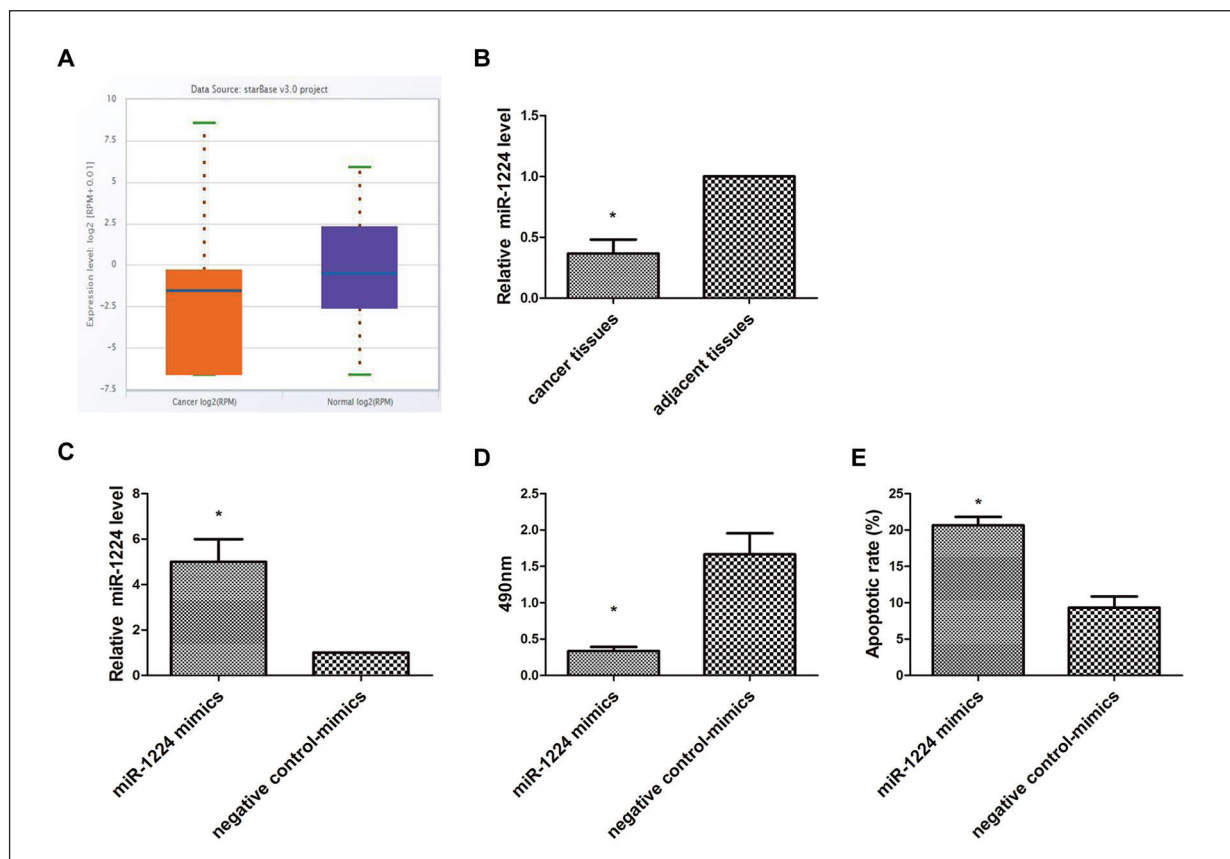 A
Data Source: starBase v3.0 project
Expression level: log2 [RPM+0.01]
10
7.5
5
2.5
0
−2.5
−5
−7.5
Cancer log2(RPM)
Normal log2(RPM)
B
Relative miR-1224 level
1.5
1.0
0.5
0.0
*
cancer tissues
adjacent tissues
C
Relative miR-1224 level
8
6
4
2
0
*
miR-1224 mimics
negative control-mimics
D
490nm
2.5
2.0
1.5
1.0
0.5
0.0
*
miR-1224 mimics
negative control-mimics
E
Apoptotic rate (%)
25
20
15
10
5
0
*
miR-1224 mimics
negative control-mimics